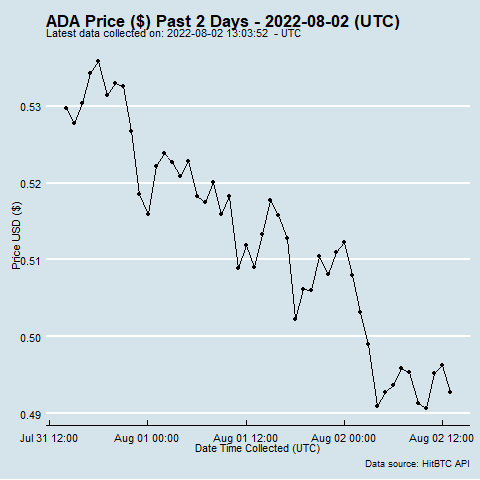 ADA Price ($) Past 2 Days - 2022-08-02 (UTC)
Latest data collected on: 2022-08-02 13:03:52 - UTC
Price USD ($)
0.53
0.52
0.51
0.50
0.49
Jul 31 12:00 Aug 01 00:00 Aug 01 12:00 Aug 02 00:00 Aug 02 12:00
Date Time Collected (UTC)
Data source: HitBTC API